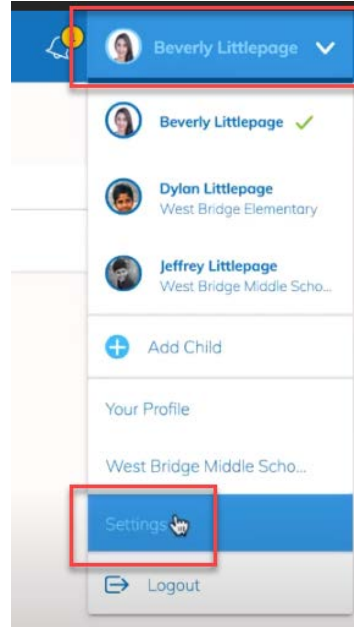 Beverly Littlepage
Beverly Littlepage
Dylan Littlepage
West Bridge Elementary
Jeffrey Littlepage
West Bridge Middle Scho...
Add Child
Your Profile
West Bridge Middle Scho...
Settings
Logout